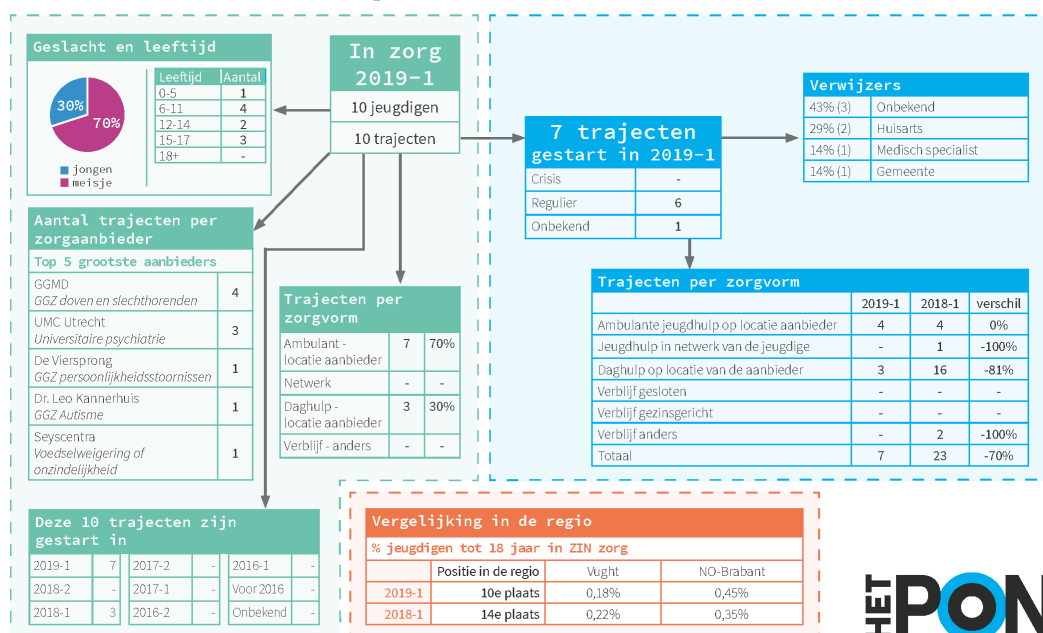 Geslacht en leeftijd
30%
70%
jongen
meisje
Leeftijd Aantal
0-5 1
6-11 4
12-14 2
15-17 3
18+ -
In zorg
2019-1
10 jeugdigen
10 trajecten
Aantal trajecten per
zorgaanbieder
Top 5 grootste aanbieders
GGMD
GGZ doven en slechthorenden
4
UMC Utrecht
Universitaire psychiatrie
3
De Viersprong
GGZ persoonlijkheidsstoornissen
1
Dr. Leo Kannerhuis
GGZ Autisme
1
Seyscentra
Voedselweigering of
onzindelijkheid
1
Trajecten per
zorgvorm
Ambulant -
locatie aanbieder
7 70%
Netwerk - -
Daghulp -
locatie aanbieder
3 30%
Verblijf - anders - -
Deze 10 trajecten zijn
gestart in
2019-1 7 2017-2 - 2016-1 -
2018-2 - 2017-1 - Voor 2016 -
2018-1 3 2016-2 - Onbekend -
7 trajecten
gestart in 2019-1
Crisis -
Regulier 6
Onbekend 1
Verwijzers
43% (3) Onbekend
29% (2) Huisarts
14% (1) Medisch specialist
14% (1) Gemeente
Trajecten per zorgvorm
2019-1 2018-1 verschil
Ambulante jeugdhulp op locatie aanbieder 4 4 0%
Jeugdhulp in netwerk van de jeugdige - 1 -100%
Daghulp op locatie van de aanbieder 3 16 -81%
Verblijf gesloten - - -
Verblijf gezinsgericht - - -
Verblijf anders - 2 -100%
Totaal 7 23 -70%
Vergelijking in de regio
% jeugdigen tot 18 jaar in ZIN zorg
Positie in de regio Vught NO-Brabant
2019-1 10e plaats 0,18% 0,45%
2018-1 14e plaats 0,22% 0,35%
HET
PON